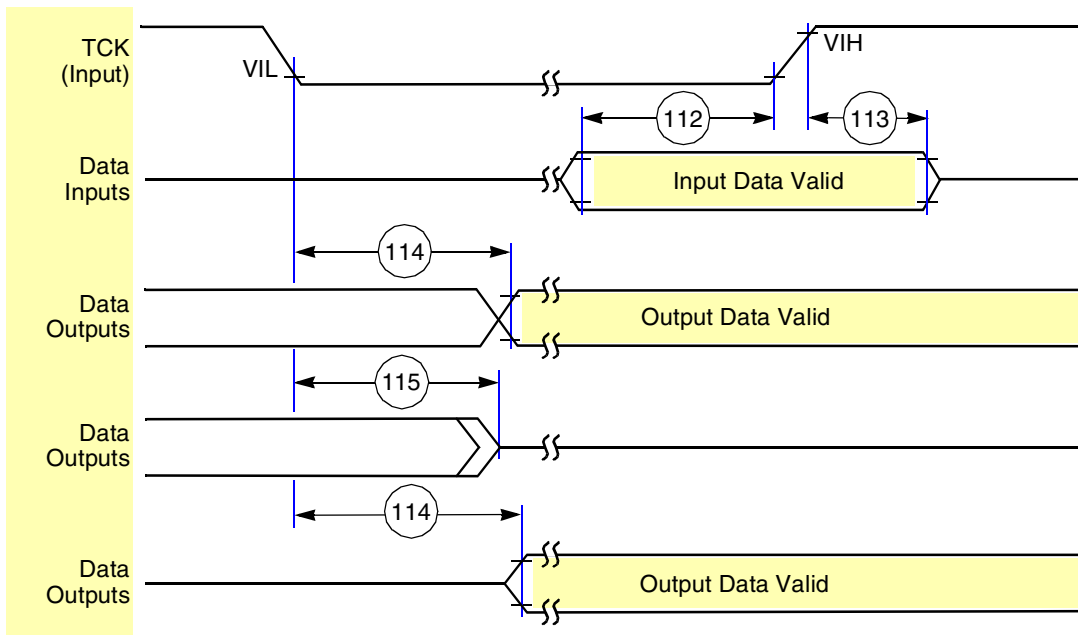 TCK
(Input)
VIL
VIH
112
113
Data
Inputs
Input Data Valid
114
Data
Outputs
Output Data Valid
115
Data
Outputs
114
Data
Outputs
Output Data Valid